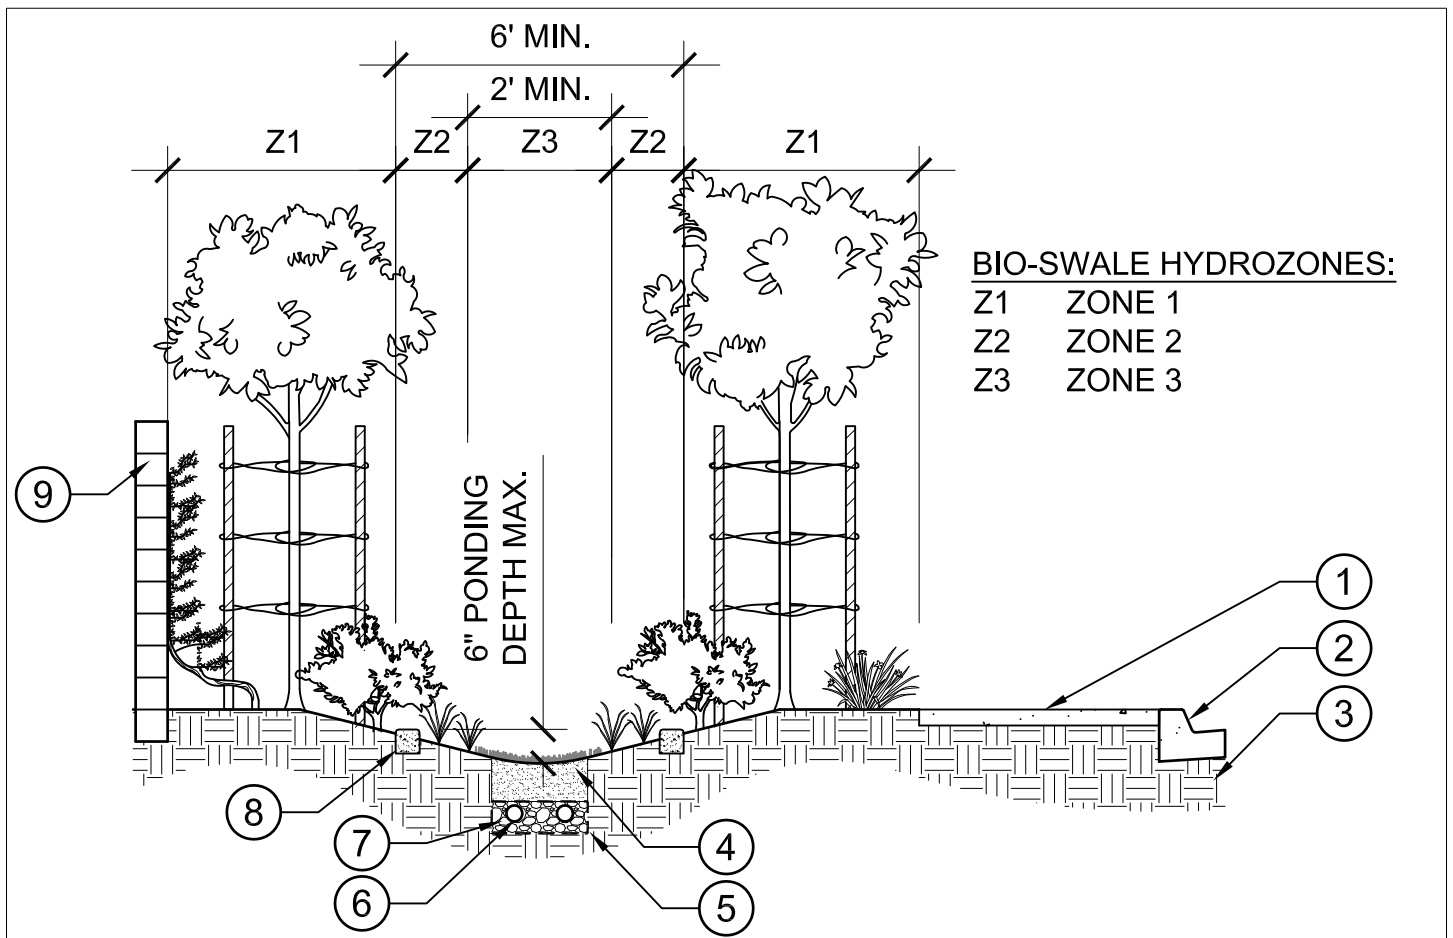 6' MIN.
2' MIN.
Z1 Z2 Z3 Z2 Z1
BIO-SWALE HYDROZONES:
Z1 ZONE 1
Z2 ZONE 2
Z3 ZONE 3
6" PONDING
DEPTH MAX.
9
1
2
3
8
7
4
6
5